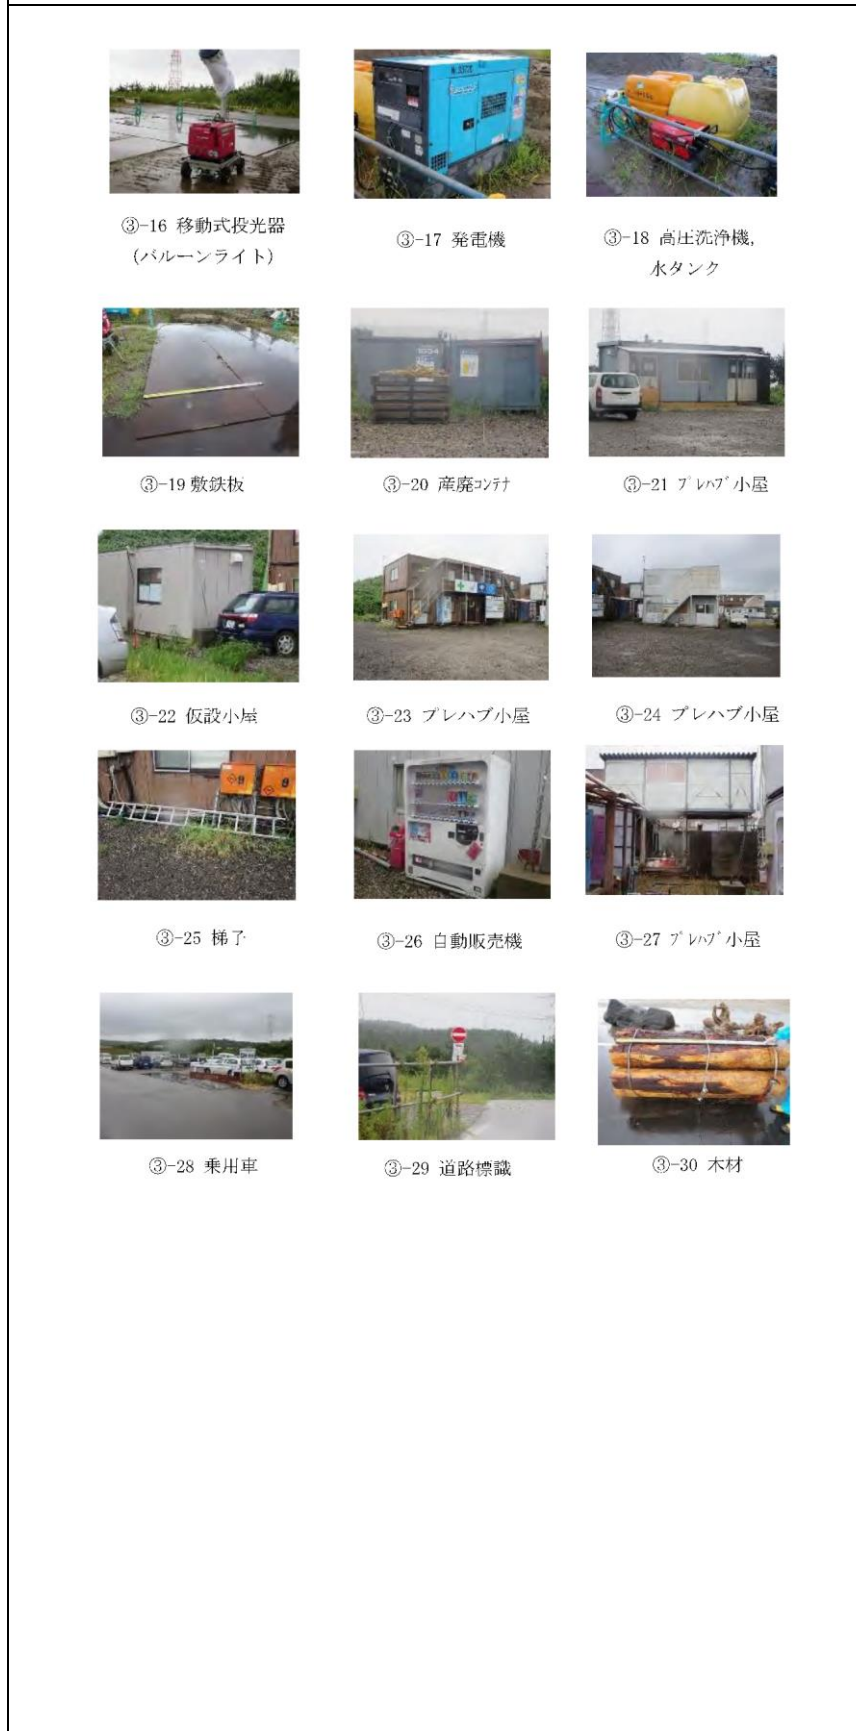 ③-16 移動式投光器
(バルーンライト)
③-17 発電機
③-18 高圧洗浄機,
水タンク
③-19 敷鉄板
③-20 産廃ｺﾝﾃﾅ
③-21 ﾌﾟﾚﾊﾌﾞ小屋
③-22 仮設小屋
③-23 プレハブ小屋
③-24 プレハブ小屋
③-25 梯子
③-26 自動販売機
③-27 ﾌﾟﾚﾊﾌﾞ小屋
③-28 乗用車
③-29 道路標識
③-30 木材